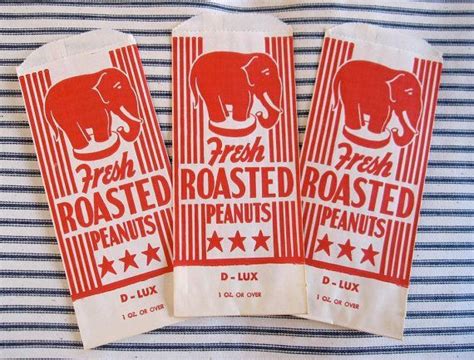 Fresh
ROASTED
PEANUTS
D-LUX
1 OZ. OR OVER
Fresh
ROASTED
PEANUTS
D-LUX
1 OZ. OR OVER
Fresh
ROASTED
PEANUTS
D-LUX
1 OZ. OR OVER